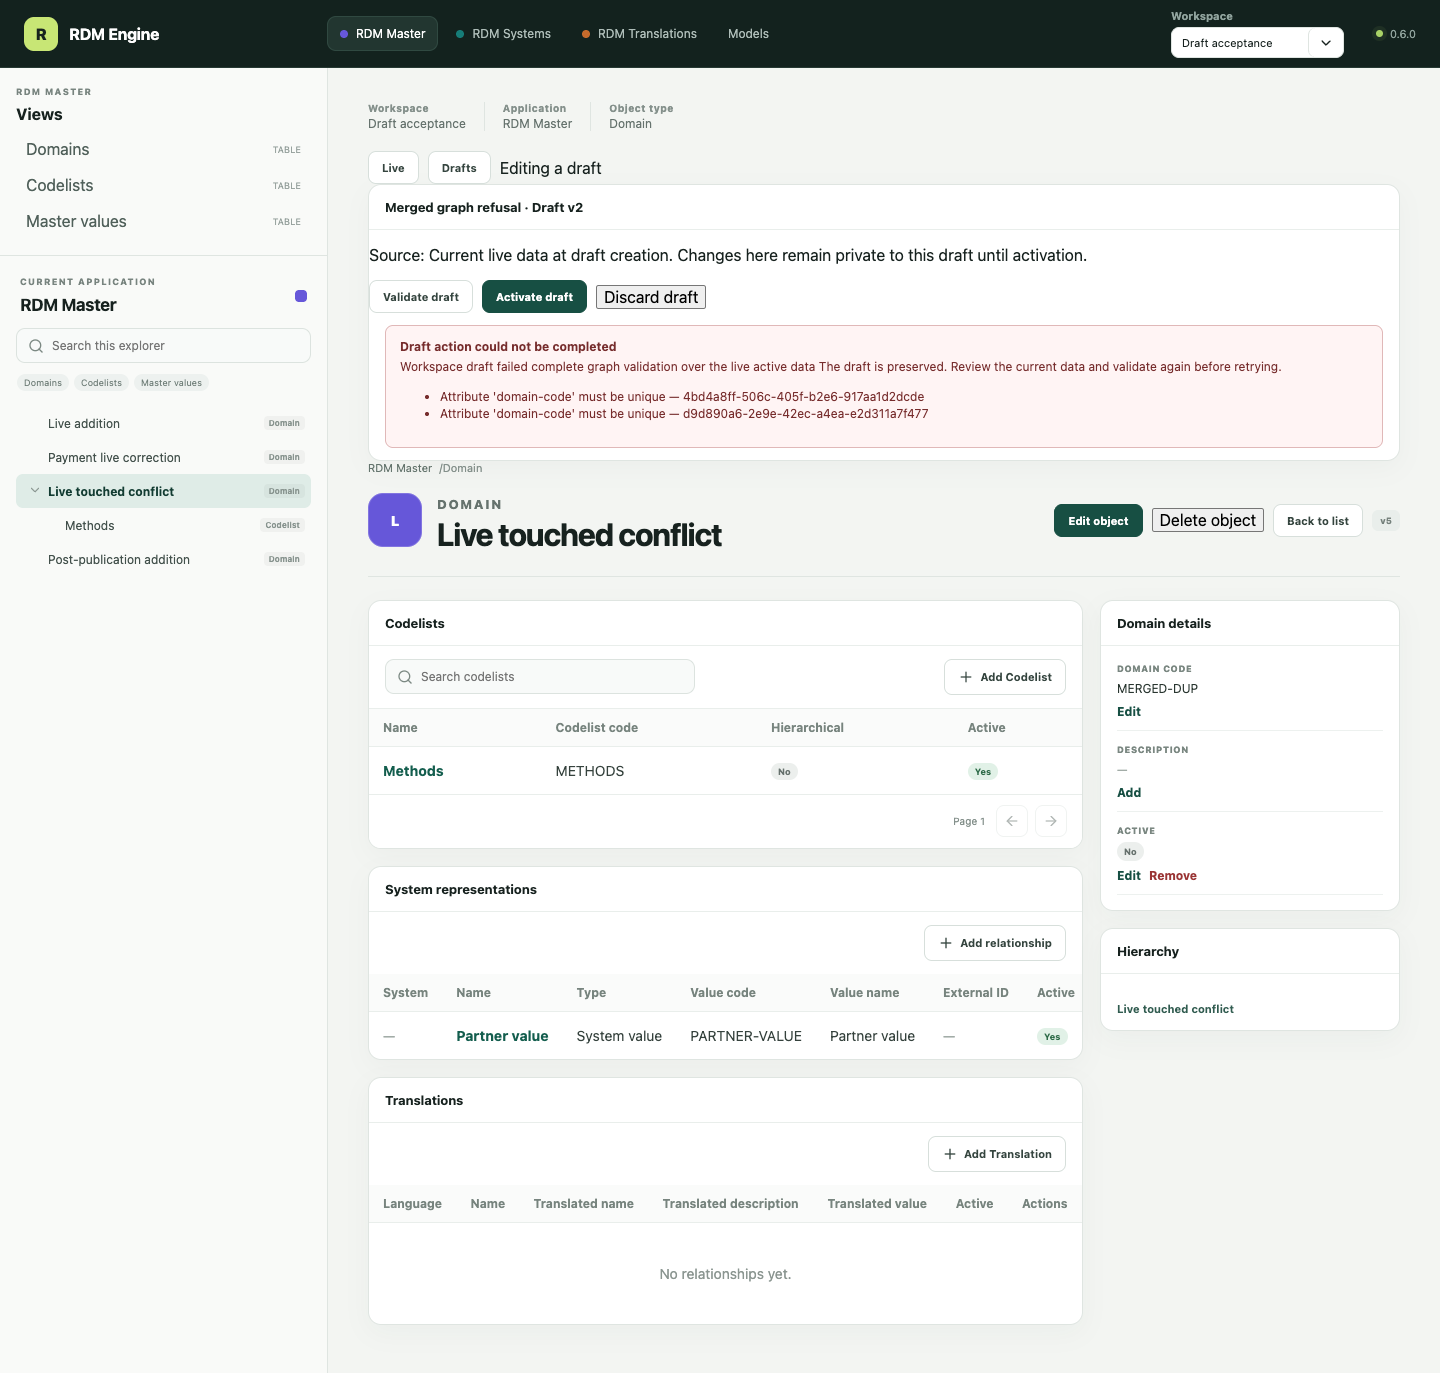 R
RDM Engine
RDM Master
RDM Systems
RDM Translations
Models
Workspace
Draft acceptance
0.6.0
RDM MASTER
Views
Domains TABLE
Codelists TABLE
Master values TABLE
CURRENT APPLICATION
RDM Master
Search this explorer
Domains Codelists Master values
Live addition Domain
Payment live correction Domain
Live touched conflict Domain
Methods Codelist
Post-publication addition Domain
Workspace
Draft acceptance
Application
RDM Master
Object type
Domain
Live Drafts Editing a draft
Merged graph refusal · Draft v2
Source: Current live data at draft creation. Changes here remain private to this draft until activation.
Validate draft Activate draft Discard draft
Draft action could not be completed
Workspace draft failed complete graph validation over the live active data The draft is preserved. Review the current data and validate again before retrying.
• Attribute 'domain-code' must be unique — 4bd4a8ff-506c-405f-b2e6-917aa1d2dcde
• Attribute 'domain-code' must be unique — d9d890a6-2e9e-42ec-a4ea-e2d311a7f477
RDM Master /Domain
L
DOMAIN
Live touched conflict
Edit object Delete object Back to list v5
Codelists
Search codelists
Add Codelist
Name Codelist code Hierarchical Active
Methods METHODS No Yes
Page 1
System representations
Add relationship
System Name Type Value code Value name External ID Active
— Partner value System value PARTNER-VALUE Partner value — Yes
Translations
Add Translation
Language Name Translated name Translated description Translated value Active Actions
No relationships yet.
Domain details
DOMAIN CODE
MERGED-DUP
Edit
DESCRIPTION
—
Add
ACTIVE
No
Edit Remove
Hierarchy
Live touched conflict